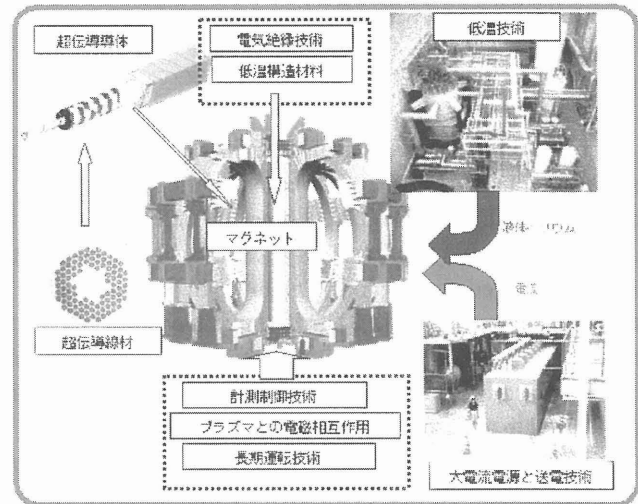 超伝導導体
電気絶縁技術
低温構造材料
低温技術
マグネット
超伝導線材
計測制御技術
プラズマとの電磁相互作用
長期運転技術
大電流電源と送電技術